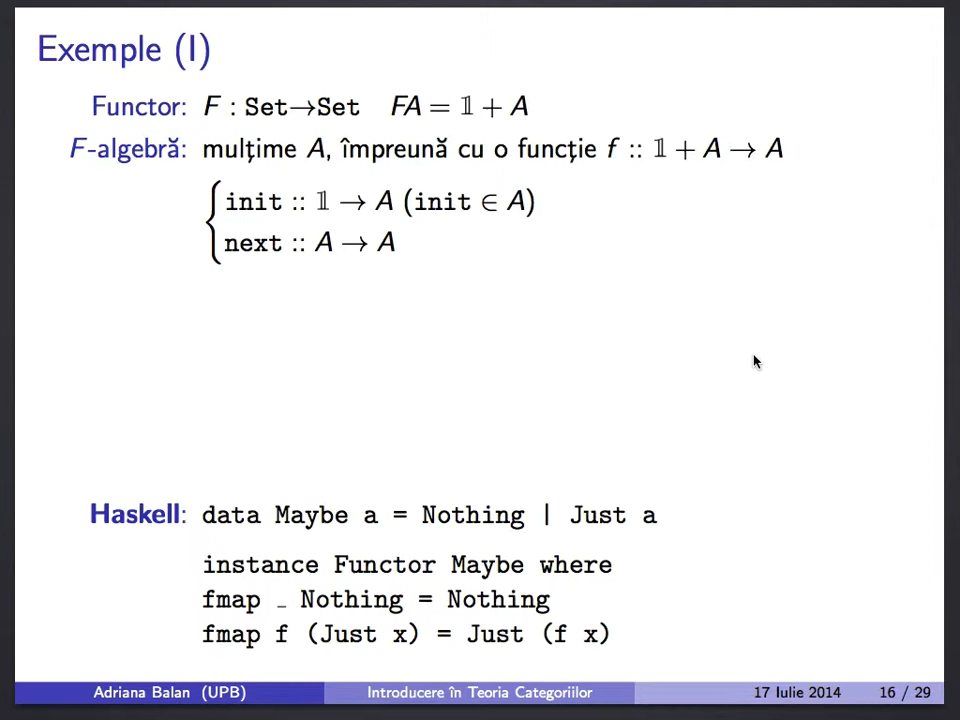 Exemple (I)
Functor: F : Set→Set FA = 𝟙 + A
F-algebră: mulțime A, împreună cu o funcție f :: 𝟙 + A → A
init :: 𝟙 → A (init ∈ A)
next :: A → A
Haskell: data Maybe a = Nothing | Just a
instance Functor Maybe where
fmap _ Nothing = Nothing
fmap f (Just x) = Just (f x)
Adriana Balan (UPB) Introducere în Teoria Categoriilor 17 Iulie 2014 16 / 29